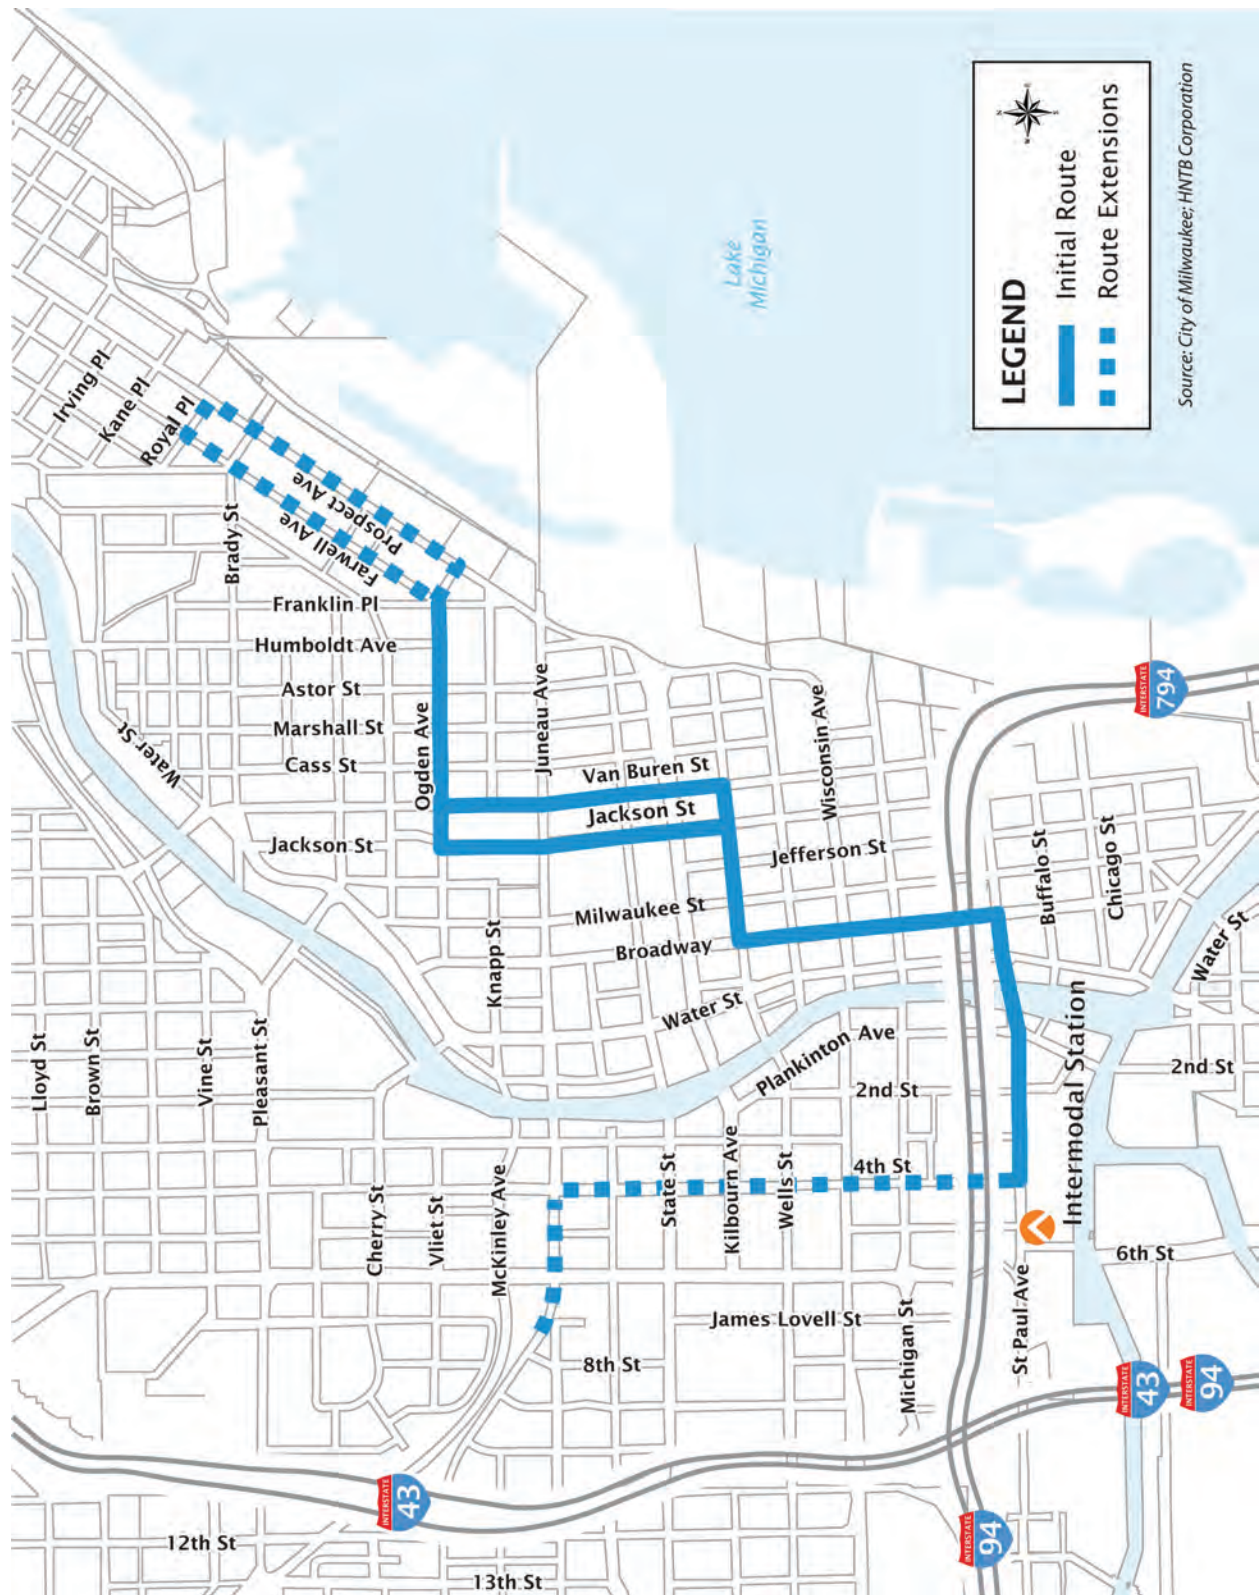 Irving Pl
Kane Pl
Royal Pl
Brady St
Farwell Ave
Prospect Ave
Franklin Pl
Humboldt Ave
Astor St
Marshall St
Cass St
Jackson St
Water St
Ogden Ave
Juneau Ave
Van Buren St
Jackson St
Wisconsin Ave
Jefferson St
Milwaukee St
Broadway
Knapp St
Water St
Plankinton Ave
2nd St
Buffalo St
Chicago St
Water St
2nd St
Lloyd St
Brown St
Vine St
Pleasant St
Cherry St
Vliet St
McKinley Ave
State St
Kilbourn Ave
Wells St
4th St
Intermodal Station
6th St
St Paul Ave
James Lovell St
Michigan St
8th St
12th St
13th St
INTERSTATE
43
INTERSTATE
94
INTERSTATE
43
INTERSTATE
94
INTERSTATE
794
Lake
Michigan
LEGEND
Initial Route
Route Extensions
Source: City of Milwaukee; HNTB Corporation